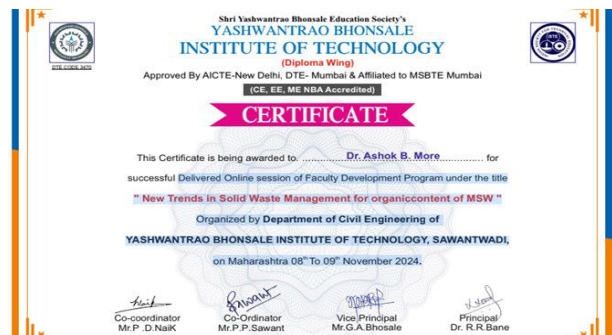 Shri Yashwantrao Bhonsale Education Society's
YASHWANTRAO BHONSALE
INSTITUTE OF TECHNOLOGY
(Diploma Wing)
DTE CODE 3470
ISTE
Approved By AICTE-New Delhi, DTE- Mumbai & Affiliated to MSBTE Mumbai
(CE, EE, ME NBA Accredited)
CERTIFICATE
This Certificate is being awarded to. ............Dr. Ashok B. More............ for
successful Delivered Online session of Faculty Development Program under the title
" New Trends in Solid Waste Management for organiccontent of MSW "
Organized by Department of Civil Engineering of
YASHWANTRAO BHONSALE INSTITUTE OF TECHNOLOGY, SAWANTWADI,
on Maharashtra 08th To 09th November 2024.
Co-coordinator Co-Ordinator Vice Principal Principal
Mr.P .D.NaiK Mr.P.P.Sawant Mr.G.A.Bhosale Dr. R.R.Bane